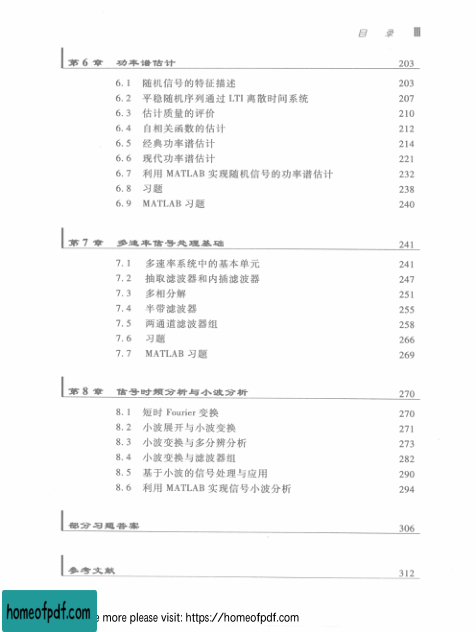 目 录
第 6 章 功率谱估计 203
6.1 随机信号的特征描述 203
6.2 平稳随机序列通过 LTI 离散时间系统 207
6.3 估计质量的评价 210
6.4 自相关函数的估计 212
6.5 经典功率谱估计 214
6.6 现代功率谱估计 221
6.7 利用 MATLAB 实现随机信号的功率谱估计 232
6.8 习题 238
6.9 MATLAB 习题 240
第 7 章 多速率信号处理基础 241
7.1 多速率系统中的基本单元 241
7.2 抽取滤波器和内插滤波器 247
7.3 多相分解 251
7.4 半带滤波器 255
7.5 两通道滤波器组 258
7.6 习题 266
7.7 MATLAB 习题 269
第 8 章 信号时频分析与小波分析 270
8.1 短时 Fourier 变换 270
8.2 小波展开与小波变换 271
8.3 小波变换与多分辨分析 273
8.4 小波变换与滤波器组 282
8.5 基于小波的信号处理与应用 290
8.6 利用 MATLAB 实现信号小波分析 294
部分习题答案 306
参考文献 312
homeofpdf.com
e more please visit: https://homeofpdf.com